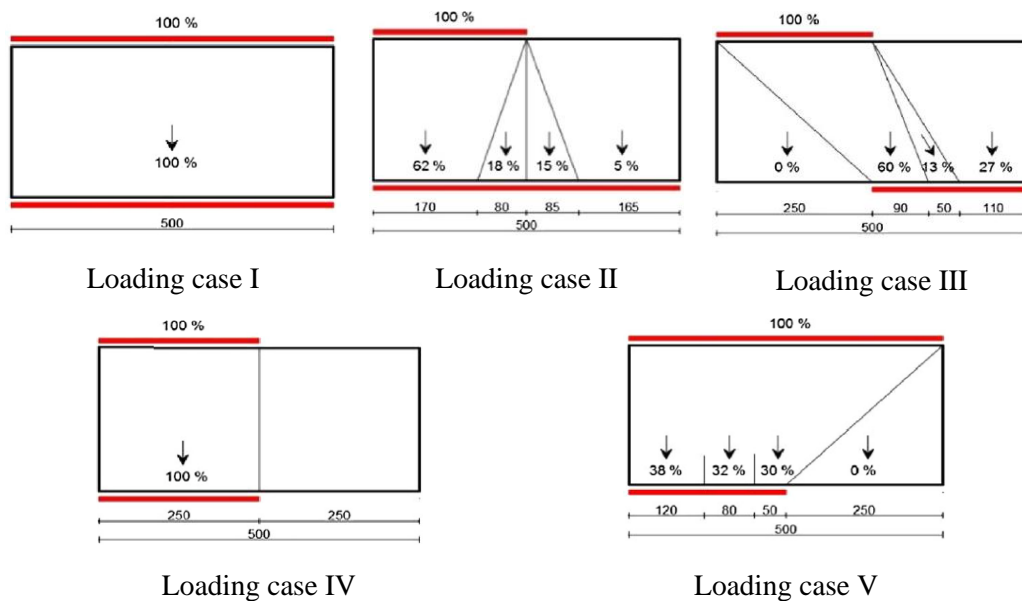 100 %
100 %
500
Loading case I
100 %
62 % 18 % 15 % 5 %
170 80 85 165
500
Loading case II
100 %
0 % 60 % 13 % 27 %
250 90 50 110
500
Loading case III
100 %
100 %
250 250
500
Loading case IV
100 %
38 % 32 % 30 % 0 %
120 80 50 250
500
Loading case V